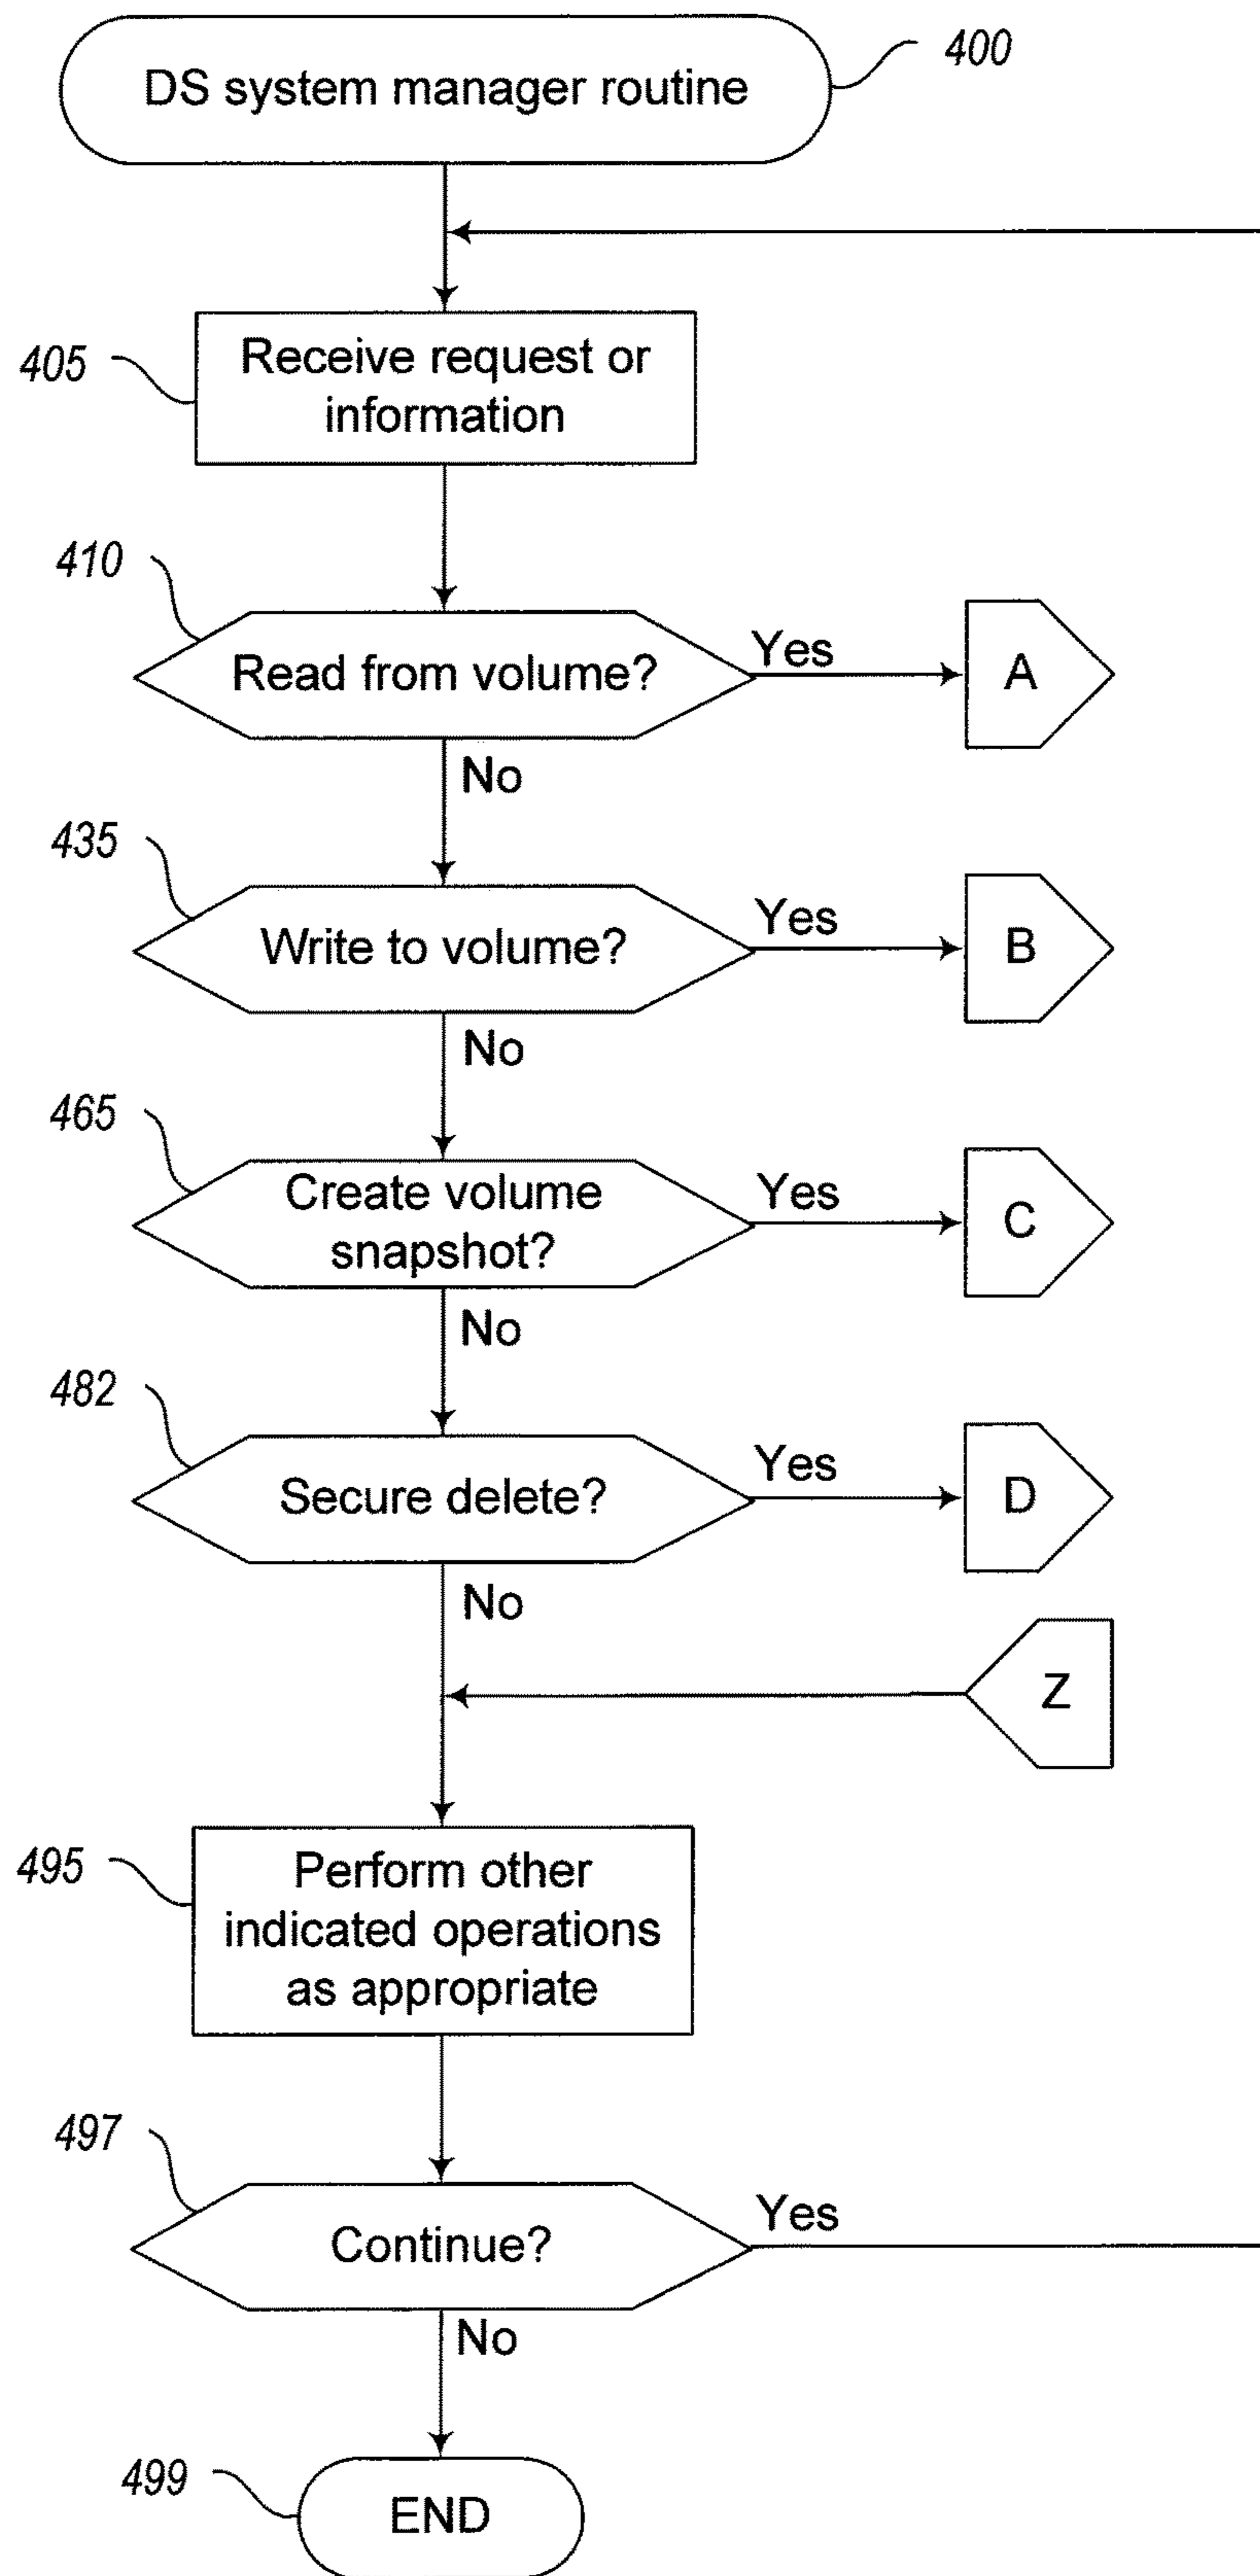 DS system manager routine
400
405
Receive request or
information
410
Read from volume?
Yes
A
No
435
Write to volume?
Yes
B
No
465
Create volume
snapshot?
Yes
C
No
482
Secure delete?
Yes
D
No
Z
495
Perform other
indicated operations
as appropriate
497
Continue?
Yes
No
499
END